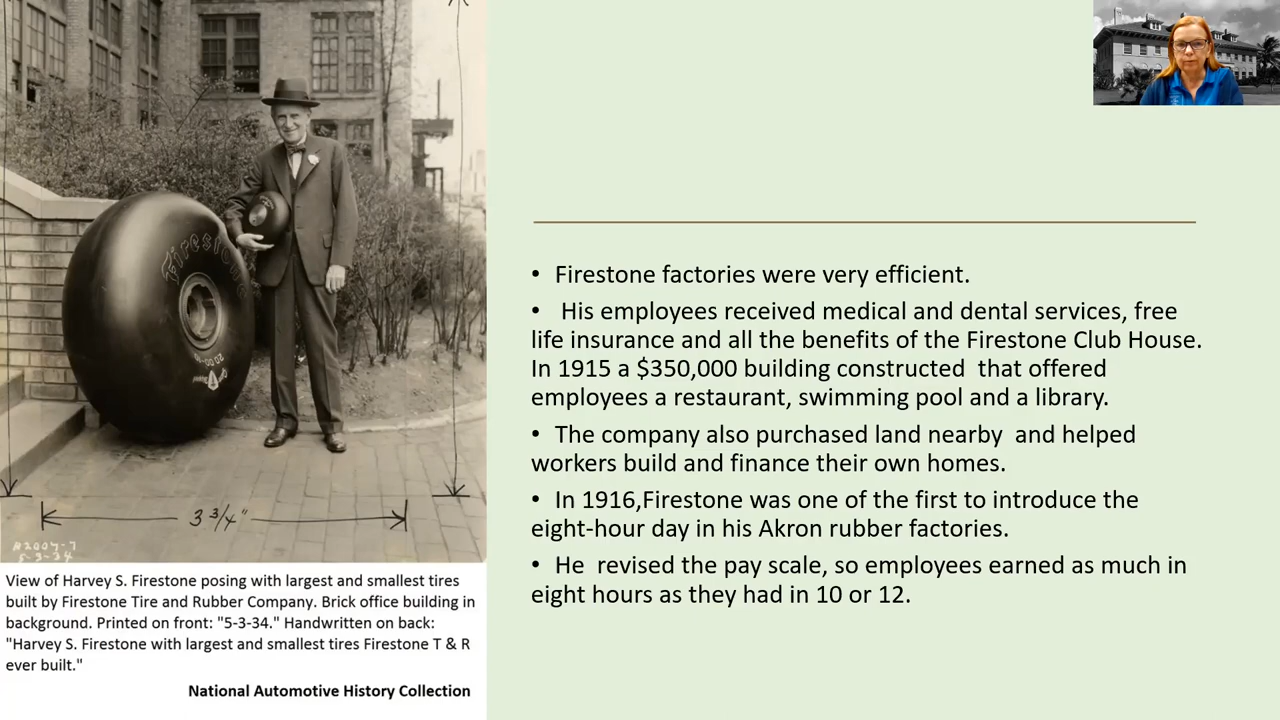 Firestone
3 3/4"
5-3-34
View of Harvey S. Firestone posing with largest and smallest tires
built by Firestone Tire and Rubber Company. Brick office building in
background. Printed on front: "5-3-34." Handwritten on back:
"Harvey S. Firestone with largest and smallest tires Firestone T & R
ever built."
National Automotive History Collection
• Firestone factories were very efficient.
• His employees received medical and dental services, free
life insurance and all the benefits of the Firestone Club House.
In 1915 a $350,000 building constructed that offered
employees a restaurant, swimming pool and a library.
• The company also purchased land nearby and helped
workers build and finance their own homes.
• In 1916,Firestone was one of the first to introduce the
eight-hour day in his Akron rubber factories.
• He revised the pay scale, so employees earned as much in
eight hours as they had in 10 or 12.